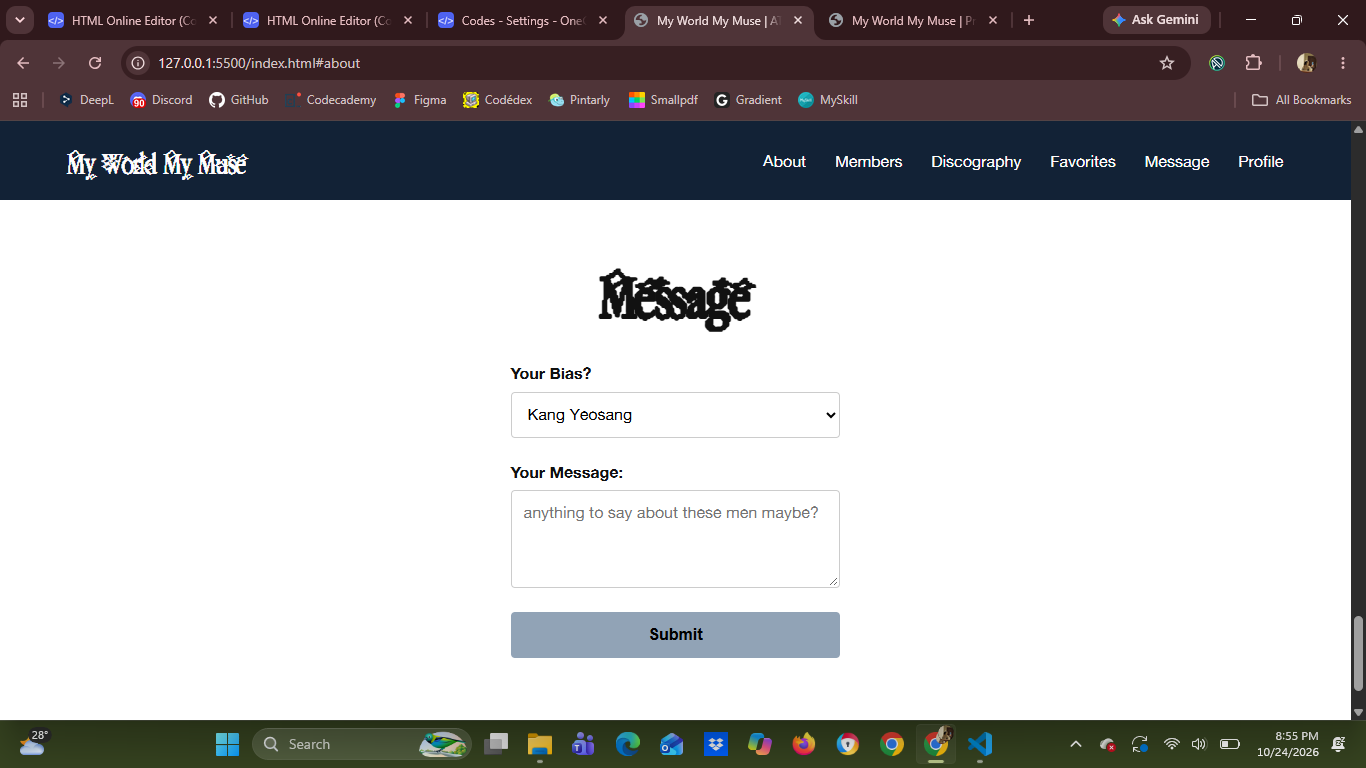 HTML Online Editor (Co
HTML Online Editor (Co
Codes - Settings - One
My World My Muse | AT
My World My Muse | Pr
Ask Gemini
127.0.0.1:5500/index.html#about
DeepL
90
Discord
GitHub
Codecademy
Figma
Codédex
Pintarly
Smallpdf
G
Gradient
MySkill
All Bookmarks
My World My Muse
About
Members
Discography
Favorites
Message
Profile
Message
Your Bias?
Kang Yeosang
Your Message:
anything to say about these men maybe?
Submit
28°
Search
8:55 PM
10/24/2026